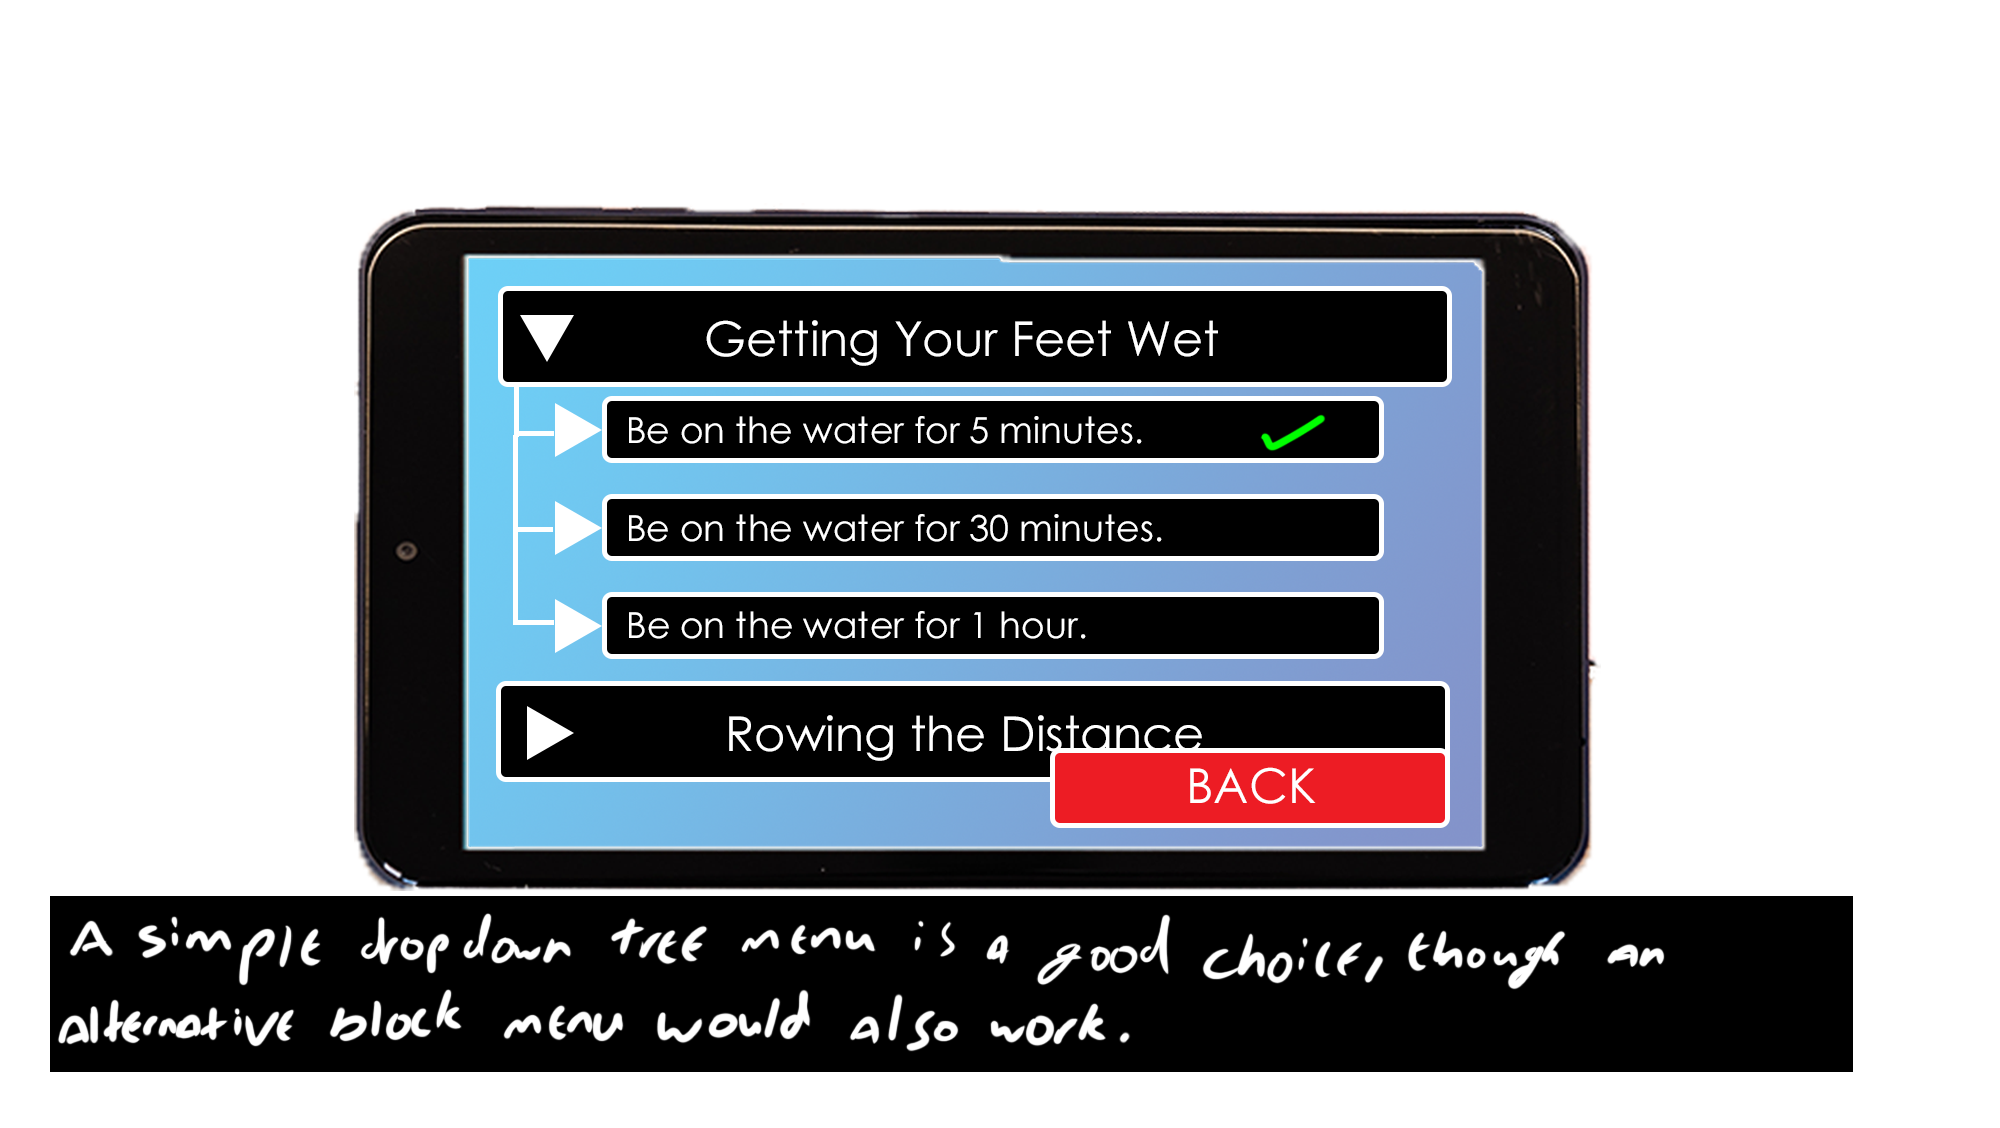 Getting Your Feet Wet
Be on the water for 5 minutes.
Be on the water for 30 minutes.
Be on the water for 1 hour.
Rowing the Distance
BACK
A simple dropdown tree menu is a good choice, though an
alternative block menu would also work.